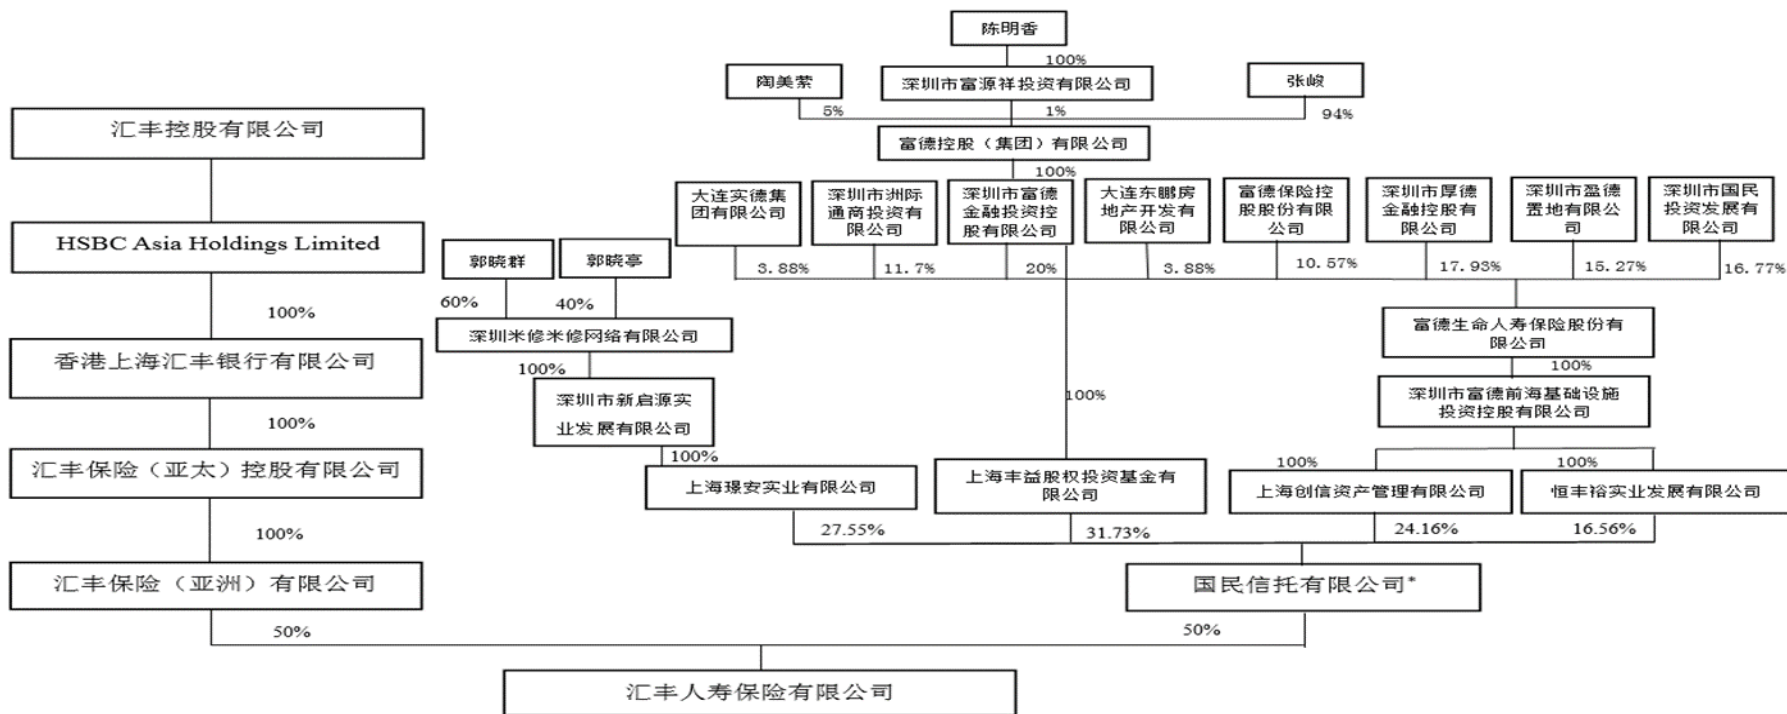 陈明香
100%
陶美萦
深圳市富源祥投资有限公司
张峻
5%
1%
94%
汇丰控股有限公司
富德控股（集团）有限公司
100%
大连实德集
团有限公司
深圳市洲际
通商投资有
限公司
深圳市富德
金融投资控
股有限公司
大连东鹏房
地产开发有
限公司
富德保险控
股股份有限
公司
深圳市厚德
金融控股有
限公司
深圳市盈德
置地有限公
司
深圳市国民
投资发展有
限公司
HSBC Asia Holdings Limited
郭晓群
郭晓亭
3.88%
11.7%
20%
3.88%
10.57%
17.93%
15.27%
16.77%
60%
40%
100%
深圳米修米修网络有限公司
富德生命人寿保险股份有
限公司
香港上海汇丰银行有限公司
100%
100%
深圳市新启源实
业发展有限公司
100%
深圳市富德前海基础设施
投资控股有限公司
100%
100%
100%
100%
汇丰保险（亚太）控股有限公司
上海璟安实业有限公司
上海丰益股权投资基金有
限公司
上海创信资产管理有限公司
恒丰裕实业发展有限公司
100%
27.55%
31.73%
24.16%
16.56%
汇丰保险（亚洲）有限公司
国民信托有限公司*
50%
50%
汇丰人寿保险有限公司